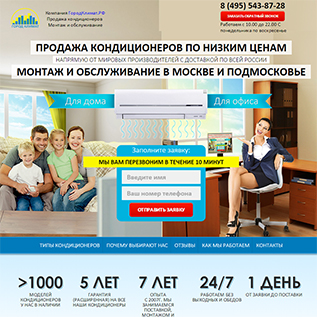 ГОРОД КЛИМАТ
Компания ГородКлимат.РФ
Продажа кондиционеров
Монтаж и обслуживание
8 (495) 543-87-28
ЗАКАЗАТЬ ОБРАТНЫЙ ЗВОНОК
Работаем с 10.00 до 22.00 с
понедельника по воскресенье
ПРОДАЖА КОНДИЦИОНЕРОВ ПО НИЗКИМ ЦЕНАМ
НАПРЯМУЮ ОТ МИРОВЫХ ПРОИЗВОДИТЕЛЕЙ С ДОСТАВКОЙ ПО ВСЕЙ РОССИИ
МОНТАЖ И ОБСЛУЖИВАНИЕ В МОСКВЕ И ПОДМОСКОВЬЕ
Для дома
Для офиса
Заполните заявку:
МЫ ВАМ ПЕРЕЗВОНИМ В ТЕЧЕНИЕ 10 МИНУТ
Введите имя
Ваш номер телефона
ОТПРАВИТЬ ЗАЯВКУ
ТИПЫ КОНДИЦИОНЕРОВ ПОЧЕМУ ВЫБИРАЮТ НАС ОТЗЫВЫ КАК МЫ РАБОТАЕМ КОНТАКТЫ
>1000 5 ЛЕТ 7 ЛЕТ 24/7 1 ДЕНЬ
МОДЕЛЕЙ
КОНДИЦИОНЕРОВ
У НАС В НАЛИЧИИ
ГАРАНТИЯ
(РАСШИРЕННАЯ) НА ВСЕ
НАШИ КОНДИЦИОНЕРЫ
ОПЫТА
С 2007Г. МЫ
ЗАНИМАЕМСЯ
ПОСТАВКОЙ,
МОНТАЖОМ И
РАБОТАЕМ БЕЗ
ВЫХОДНЫХ И ОБЕДОВ
ОТ ЗАЯВКИ ДО ПОСТАВКИ